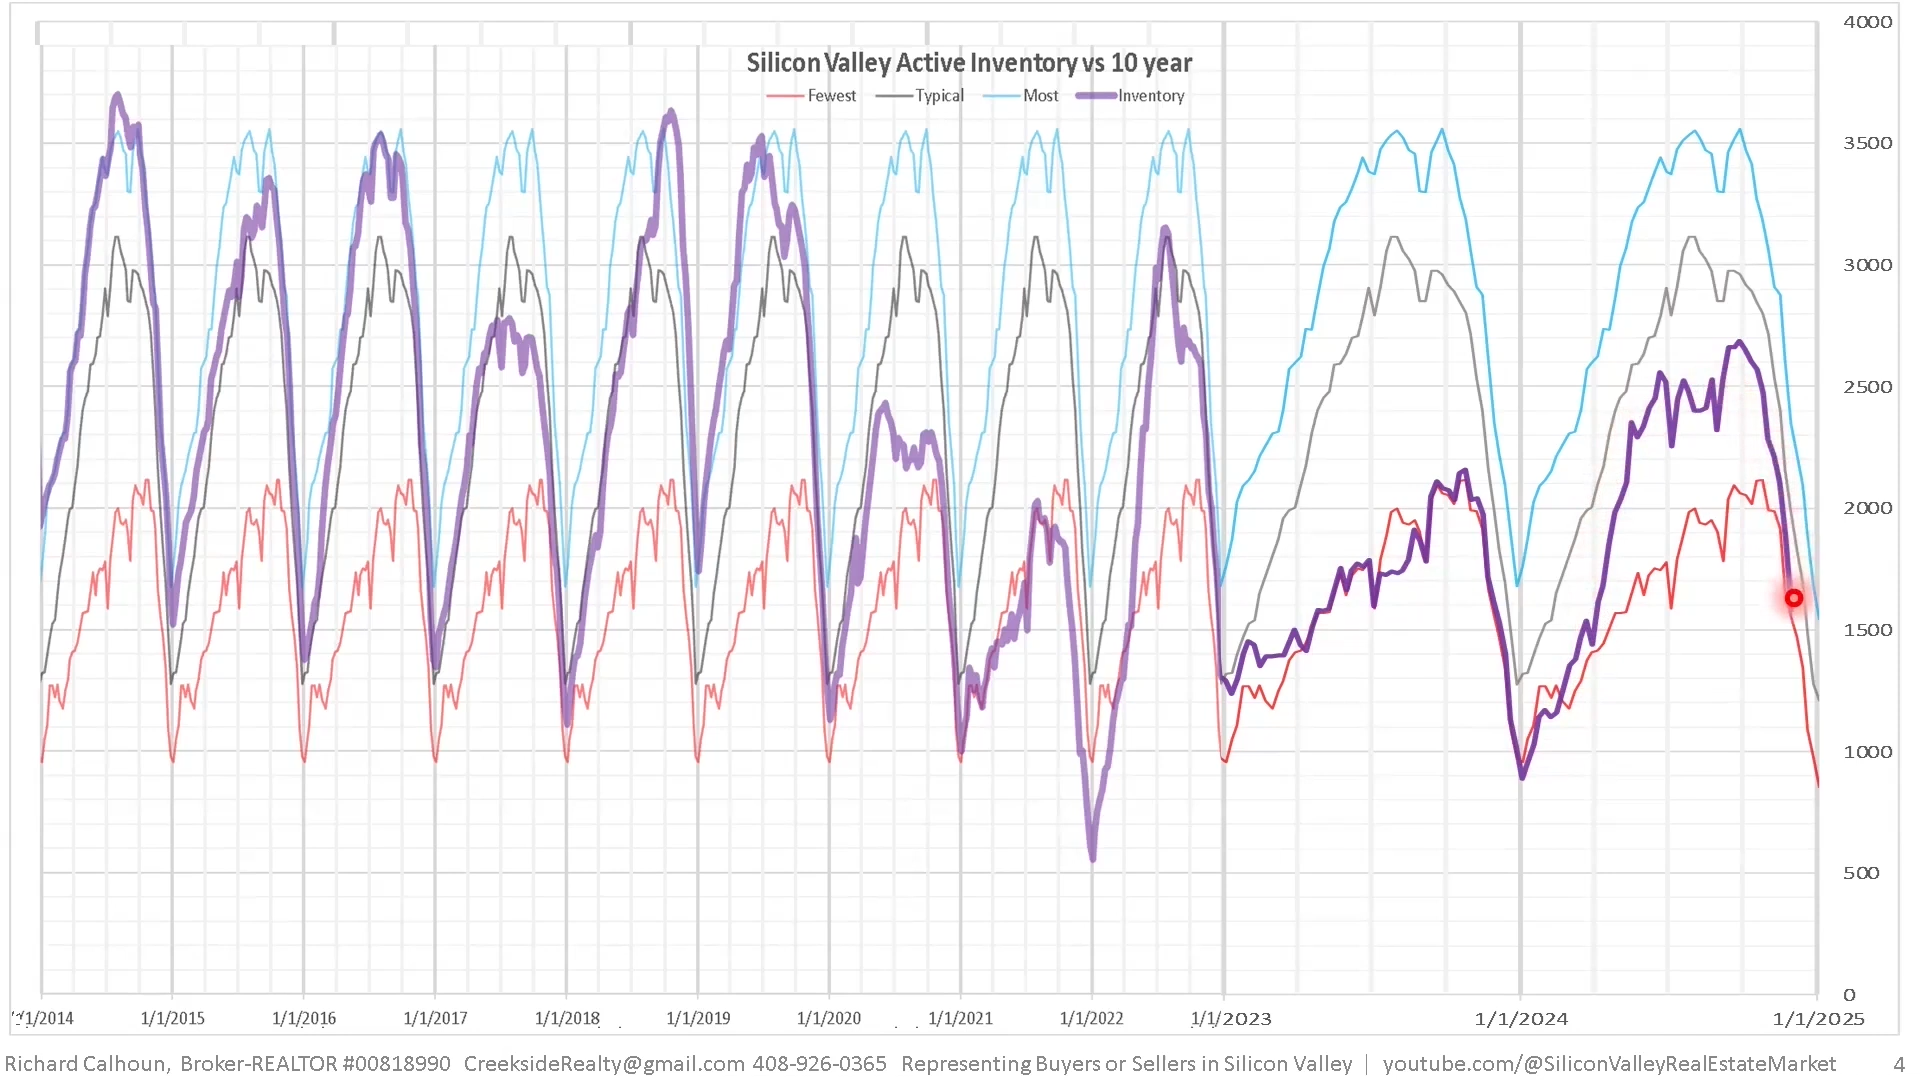 Silicon Valley Active Inventory vs 10 year
Fewest Typical Most Inventory
4000
3500
3000
2500
2000
1500
1000
500
0
1/1/2014 1/1/2015 1/1/2016 1/1/2017 1/1/2018 1/1/2019 1/1/2020 1/1/2021 1/1/2022 1/1/2023 1/1/2024 1/1/2025
Richard Calhoun, Broker-REALTOR #00818990 CreeksideRealty@gmail.com 408-926-0365 Representing Buyers or Sellers in Silicon Valley | youtube.com/@SiliconValleyRealEstateMarket 4